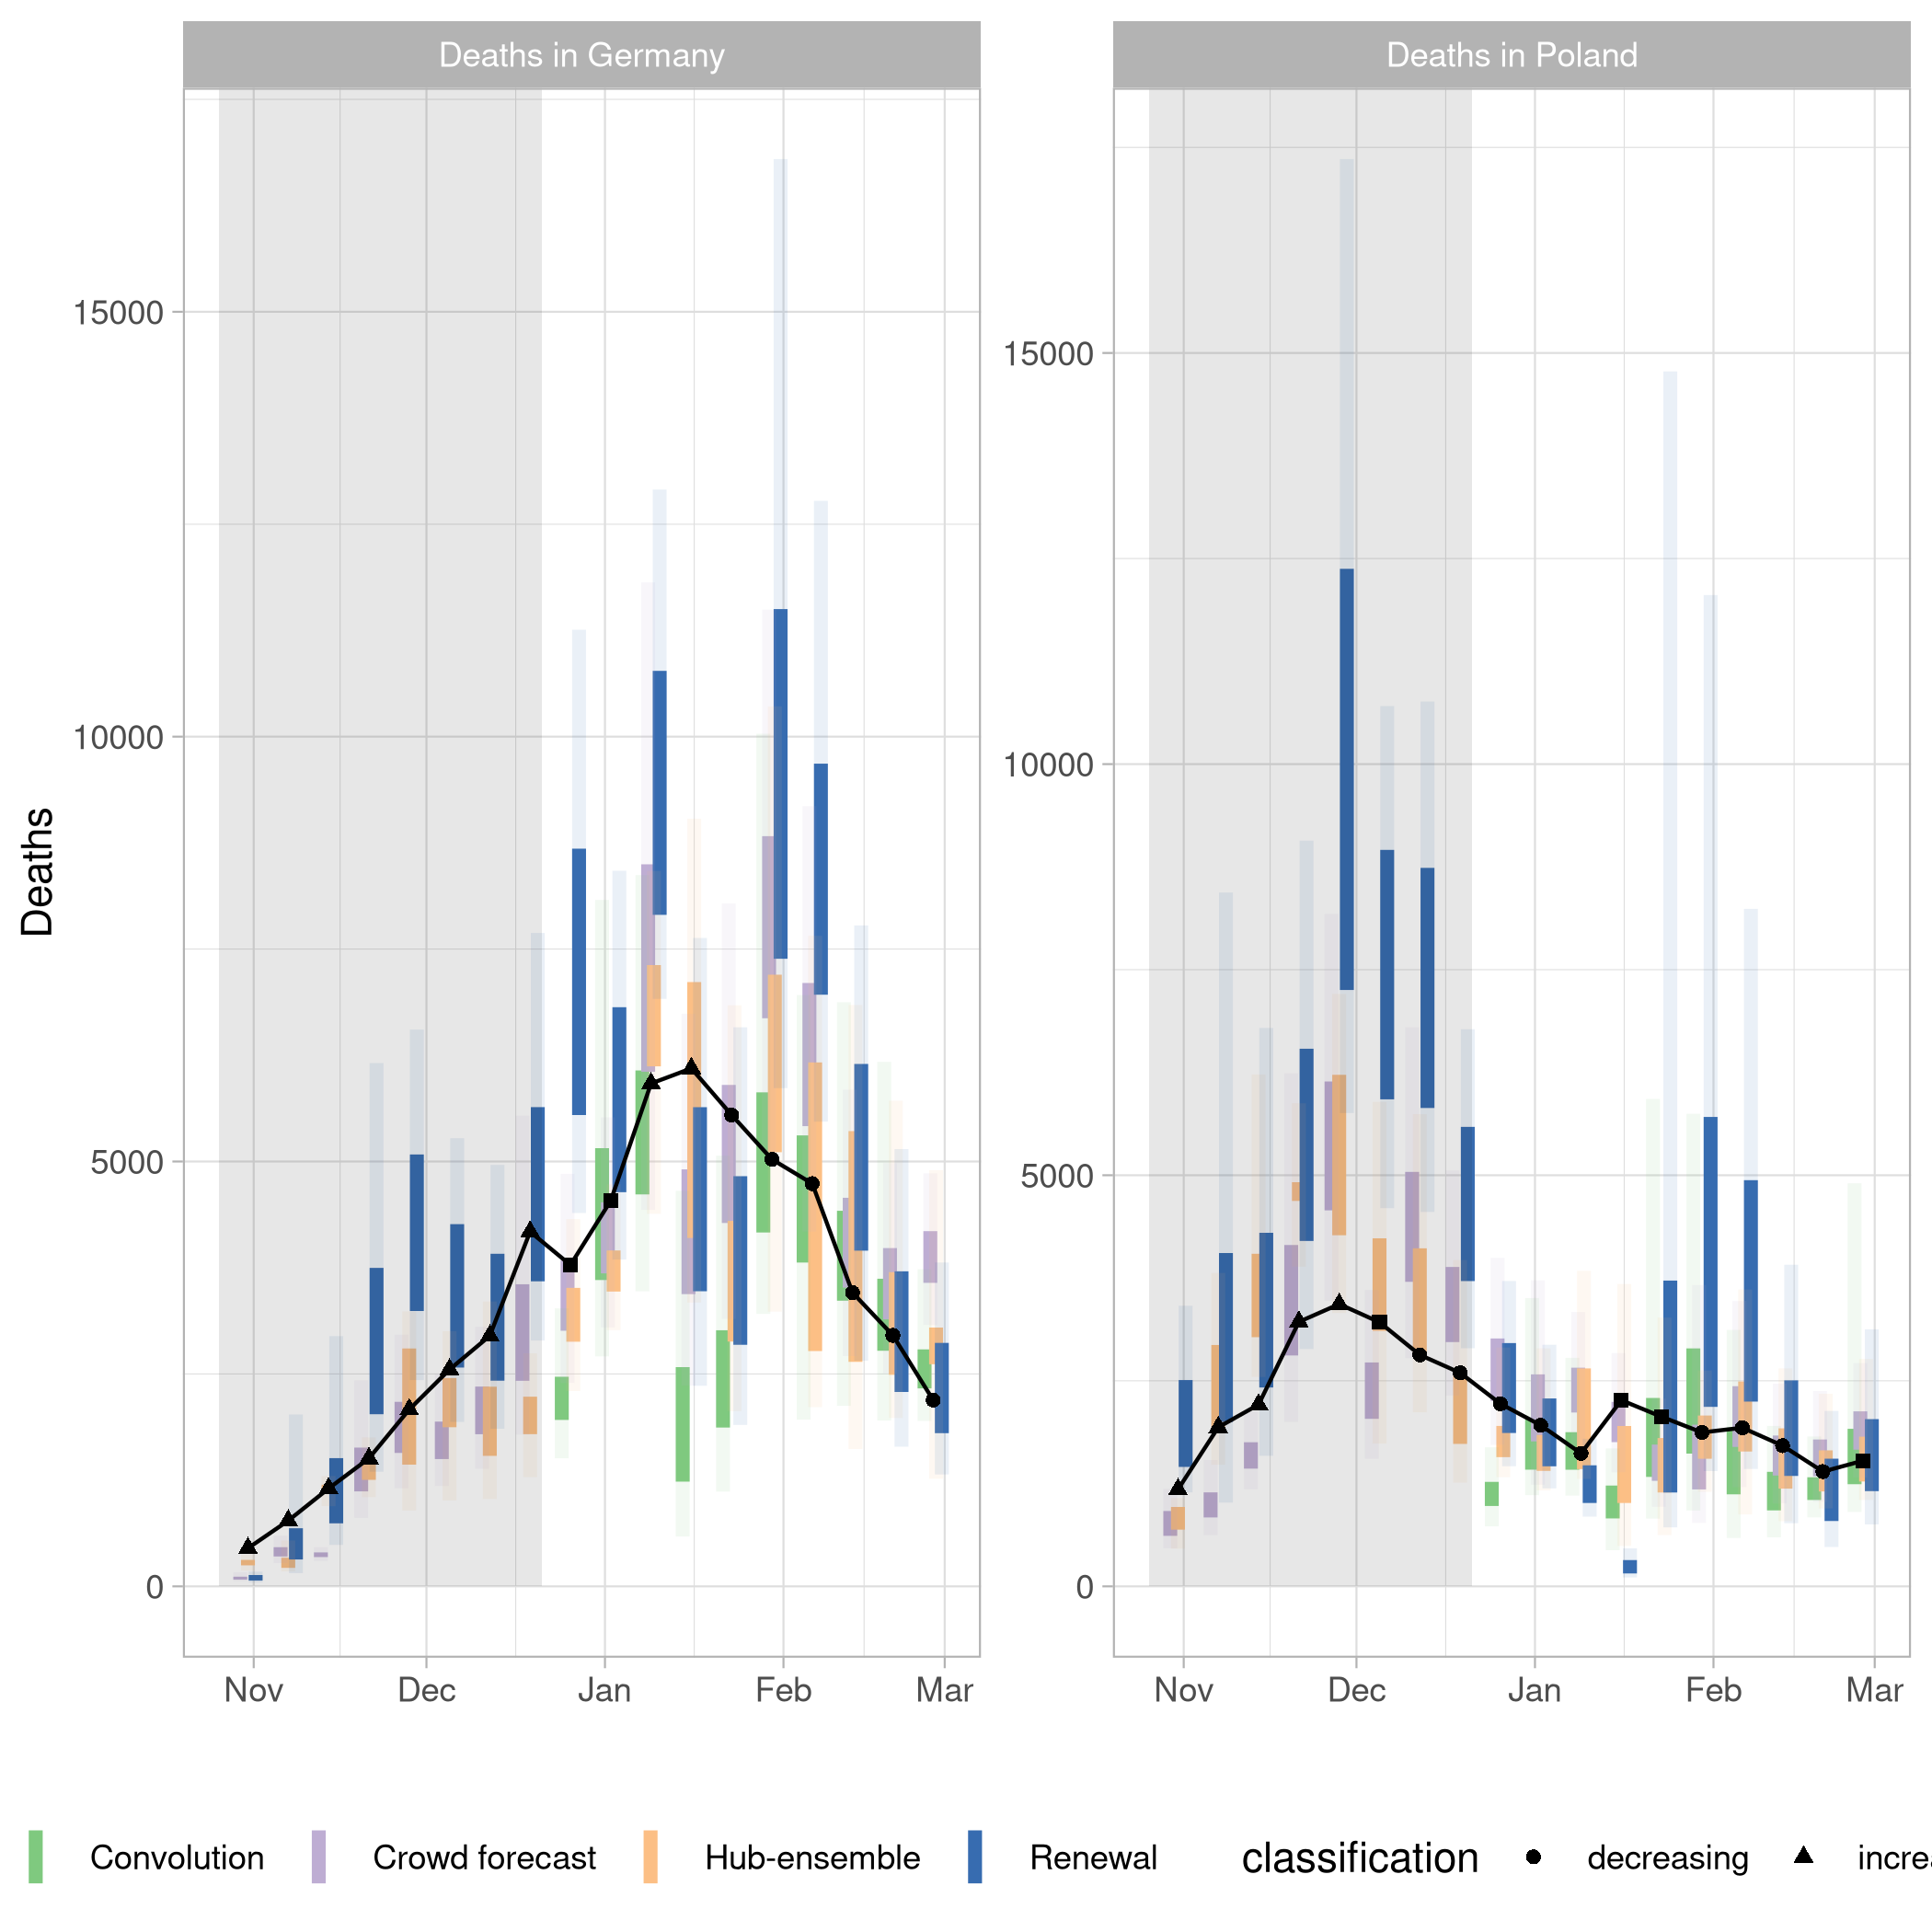 Deaths in Germany
Deaths in Poland
Deaths
15000
10000
5000
0
15000
10000
5000
0
Nov Dec Jan Feb Mar
Nov Dec Jan Feb Mar
Convolution Crowd forecast Hub-ensemble Renewal classification decreasing